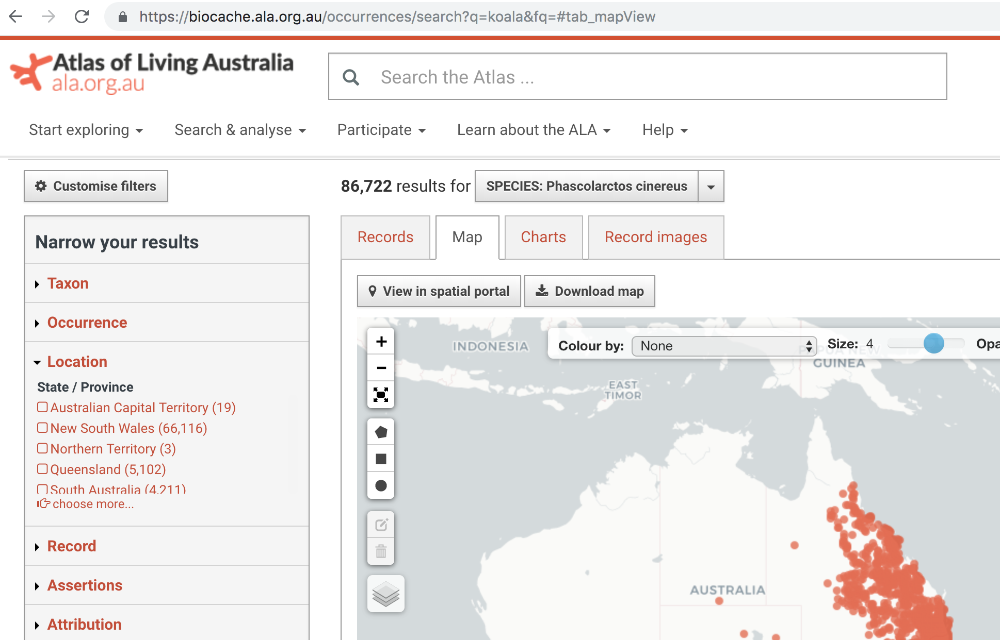 https://biocache.ala.org.au/occurrences/search?q=koala&fq=#tab_mapView
Atlas of Living Australia
ala.org.au
Search the Atlas ...
Start exploring
Search & analyse
Participate
Learn about the ALA
Help
Customise filters
86,722 results for
SPECIES: Phascolarctos cinereus
Narrow your results
Taxon
Occurrence
Location
State / Province
Australian Capital Territory (19)
New South Wales (66,116)
Northern Territory (3)
Queensland (5,102)
South Australia (4,211)
choose more...
Record
Assertions
Attribution
Records
Map
Charts
Record images
View in spatial portal
Download map
+
−
Colour by:
None
Size: 4
Opa
INDONESIA
PAPUA NEW
GUINEA
EAST
TIMOR
AUSTRALIA